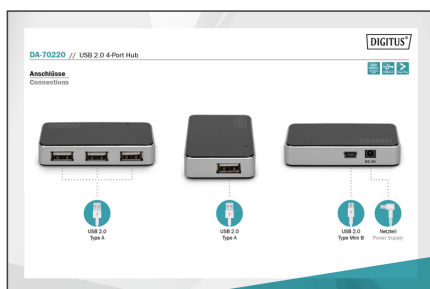 DIGITUS®
DA-70220 // USB 2.0 4-Port Hub
Anschlüsse
Connections
DC 5V
USB 2.0
Type A
USB 2.0
Type A
USB 2.0
Type Mini B
Netzteil
Power Supply